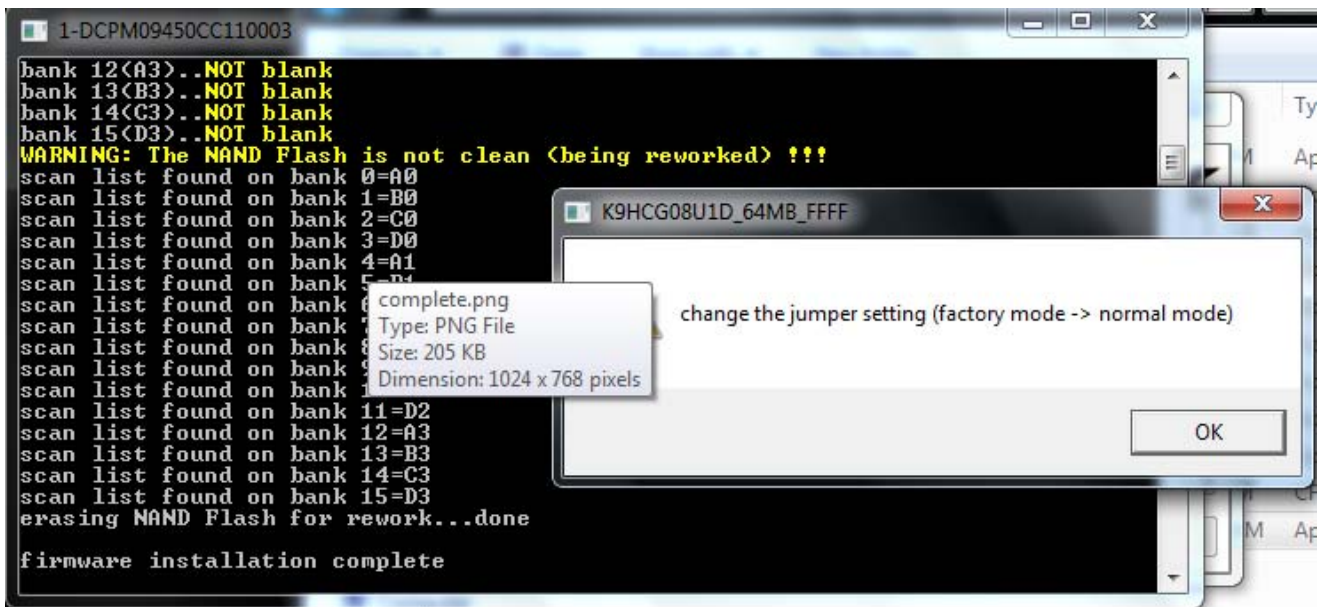 1-DCPM09450CC110003
bank 12(A3)..NOT blank
bank 13(B3)..NOT blank
bank 14(C3)..NOT blank
bank 15(D3)..NOT blank
WARNING: The NAND Flash is not clean (being reworked) !!!
scan list found on bank 0=A0
scan list found on bank 1=B0
scan list found on bank 2=C0
scan list found on bank 3=D0
scan list found on bank 4=A1
scan list found on bank
scan list found on bank
scan list found on bank
scan list found on bank
scan list found on bank
scan list found on bank
scan list found on bank 11=D2
scan list found on bank 12=A3
scan list found on bank 13=B3
scan list found on bank 14=C3
scan list found on bank 15=D3
erasing NAND Flash for rework...done
firmware installation complete
complete.png
Type: PNG File
Size: 205 KB
Dimension: 1024 x 768 pixels
K9HCG08U1D_64MB_FFFF
change the jumper setting (factory mode -> normal mode)
OK